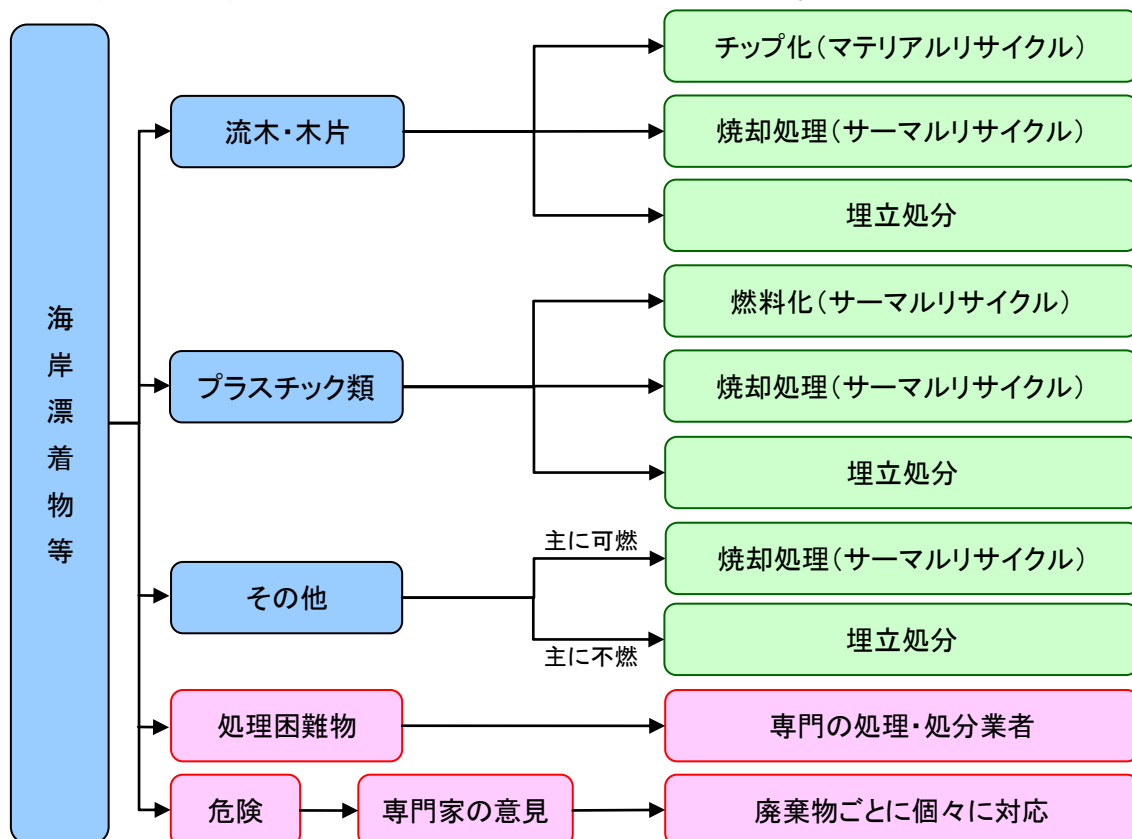 海岸漂着物等
流木・木片
チップ化(マテリアルリサイクル)
焼却処理(サーマルリサイクル)
埋立処分
プラスチック類
燃料化(サーマルリサイクル)
焼却処理(サーマルリサイクル)
埋立処分
その他
主に可燃
焼却処理(サーマルリサイクル)
主に不燃
埋立処分
処理困難物
専門の処理・処分業者
危険
専門家の意見
廃棄物ごとに個々に対応